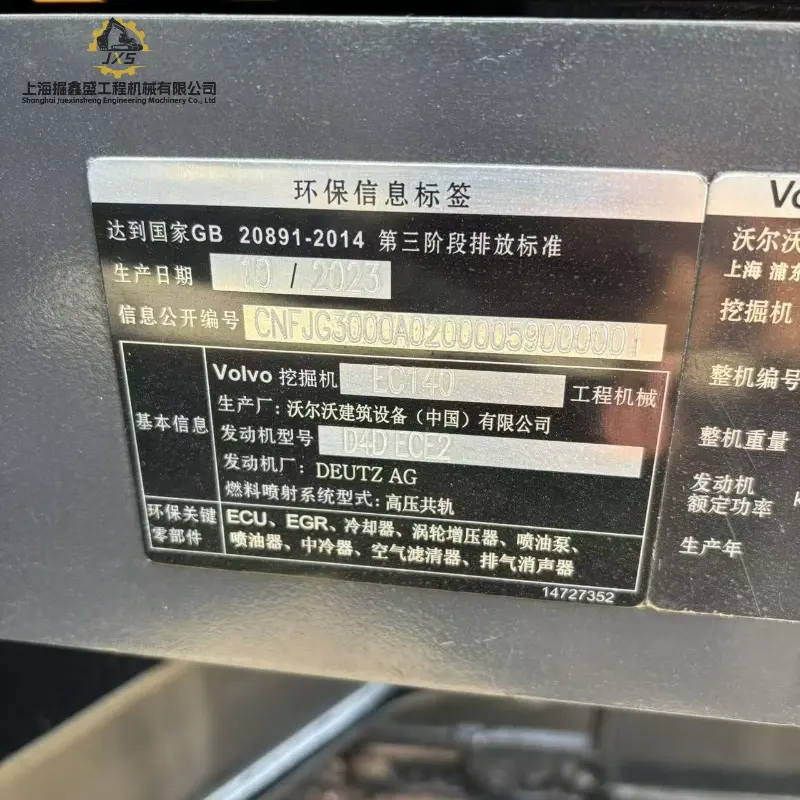 JXS
上海掘鑫盛工程机械有限公司
Shanghai Juexinsheng Engineering Machinery Co., Ltd
环保信息标签
达到国家GB 20891-2014 第三阶段排放标准
生产日期 10 / 2023
信息公开编号 CNFJG3000A02000059000001
基本信息
Volvo 挖掘机 EC140 工程机械
生产厂：沃尔沃建筑设备（中国）有限公司
发动机型号 D4D ECE2
发动机厂：DEUTZ AG
燃料喷射系统型式：高压共轨
环保关键
零部件
ECU、EGR、冷却器、涡轮增压器、喷油泵、
喷油器、中冷器、空气滤清器、排气消声器
14727352
Vo
沃尔沃
上海 浦东
挖掘机
整机编号
整机重量
发动机
额定功率
生产年